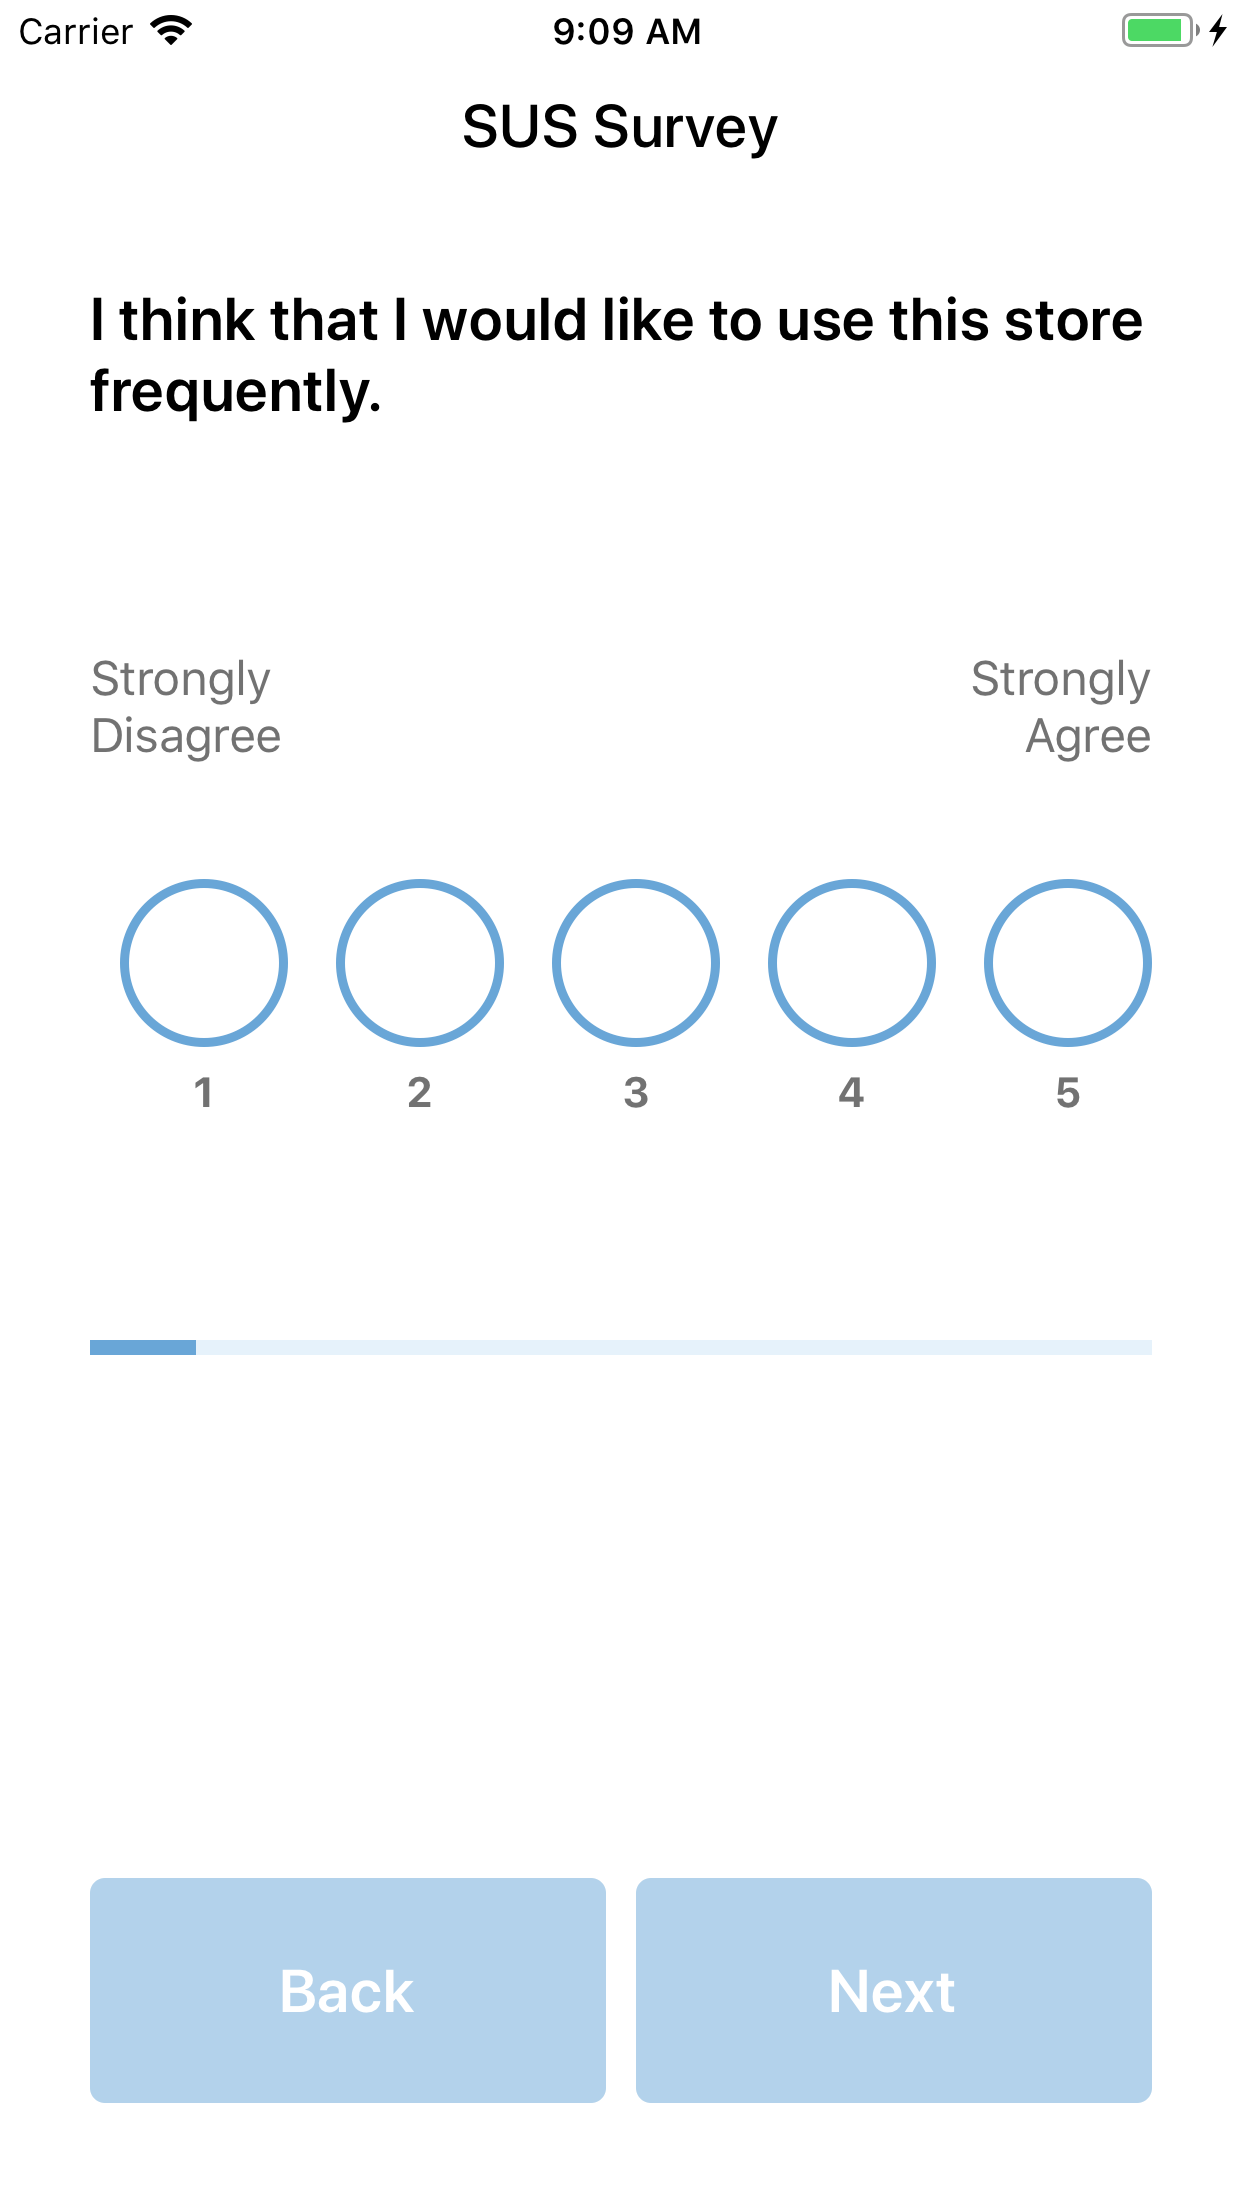 Carrier 9:09 AM
SUS Survey
I think that I would like to use this store
frequently.
Strongly Strongly
Disagree Agree
1 2 3 4 5
Back Next